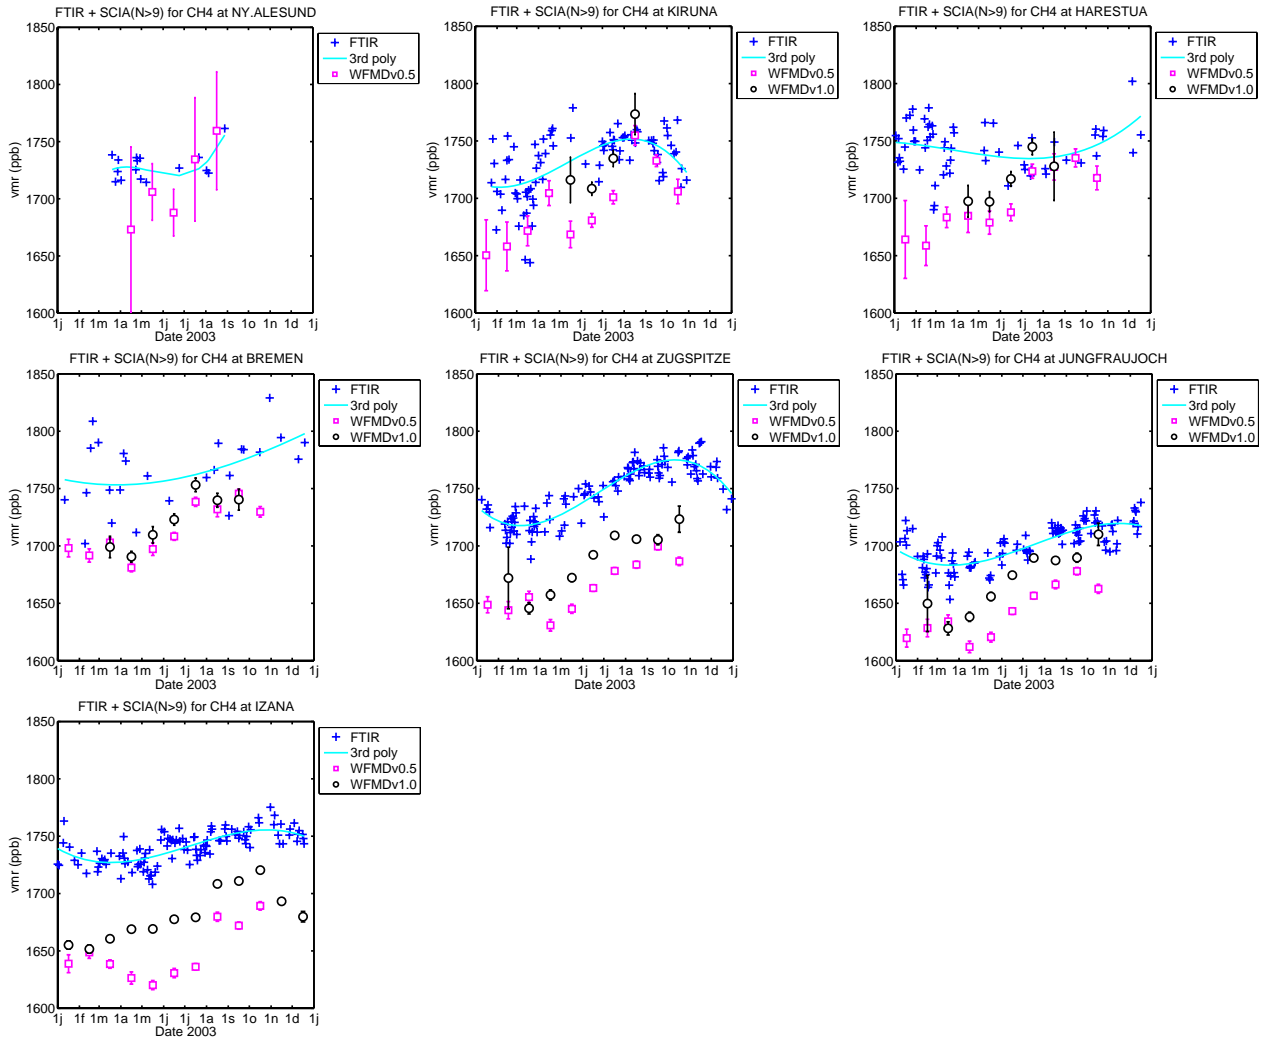 FTIR + SCIA(N>9) for CH4 at NY.ALESUND
vmr (ppb)
1850
1800
1750
1700
1650
1600
1j 1f 1m 1a 1m 1j 1j 1a 1s 1n 1d 1j
Date 2003
FTIR
3rd poly
WFMDv0.5
FTIR + SCIA(N>9) for CH4 at KIRUNA
vmr (ppb)
1850
1800
1750
1700
1650
1600
1j 1f 1m 1a 1m 1j 1j 1a 1s 1o 1n 1d 1j
Date 2003
FTIR
3rd poly
WFMDv0.5
WFMDv1.0
FTIR + SCIA(N>9) for CH4 at HARESTUA
vmr (ppb)
1850
1800
1750
1700
1650
1600
1j 1f 1m 1a 1m 1j 1j 1a 1s 1o 1n 1d 1j
Date 2003
FTIR
3rd poly
WFMDv0.5
WFMDv1.0
FTIR + SCIA(N>9) for CH4 at BREMEN
vmr (ppb)
1850
1800
1750
1700
1650
1600
1j 1f 1m 1a 1m 1j 1j 1a 1s 1o 1n 1d 1j
Date 2003
FTIR
3rd poly
WFMDv0.5
WFMDv1.0
FTIR + SCIA(N>9) for CH4 at ZUGSPITZE
vmr (ppb)
1850
1800
1750
1700
1650
1600
1j 1f 1m 1a 1m 1j 1j 1a 1s 1o 1n 1d 1j
Date 2003
FTIR
3rd poly
WFMDv0.5
WFMDv1.0
FTIR + SCIA(N>9) for CH4 at JUNGFRAUJOCH
vmr (ppb)
1850
1800
1750
1700
1650
1600
1j 1f 1m 1a 1m 1j 1j 1a 1s 1o 1n 1d 1j
Date 2003
FTIR
3rd poly
WFMDv0.5
WFMDv1.0
FTIR + SCIA(N>9) for CH4 at IZANA
vmr (ppb)
1850
1800
1750
1700
1650
1600
1j 1f 1m 1a 1m 1j 1j 1a 1s 1o 1n 1d 1j
Date 2003
FTIR
3rd poly
WFMDv0.5
WFMDv1.0